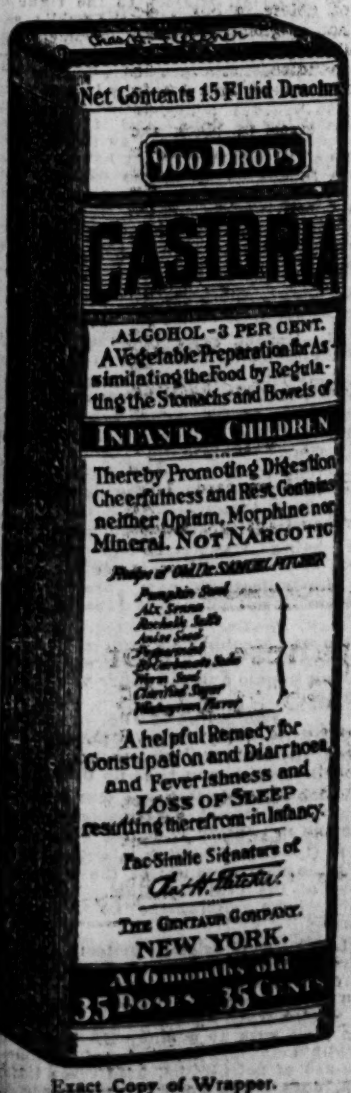 Chas. H. Fletcher
Net Contents 15 Fluid Drachms
900 DROPS
CASTORIA
ALCOHOL-3 PER CENT.
A Vegetable Preparation for As-
similating the Food by Regula-
ting the Stomachs and Bowels of
INFANTS CHILDREN
Thereby Promoting Digestion
Cheerfulness and Rest. Contains
neither Opium, Morphine nor
Mineral. NOT NARCOTIC
Recipe of Old Dr. SAMUEL PITCHER
Pumpkin Seed
Alx Senna
Rochelle Salts
Anise Seed
Peppermint
Bi Carbonate Soda
Worm Seed
Clarified Sugar
Wintergreen Flavor
A helpful Remedy for
Constipation and Diarrhoea,
and Feverishness and
LOSS OF SLEEP
resulting therefrom-in Infancy.
Fac-Simile Signature of
Chas. H. Fletcher.
THE CENTAUR COMPANY.
NEW YORK.
At 6 months old
35 DOSES 35 CENTS
Exact Copy of Wrapper.